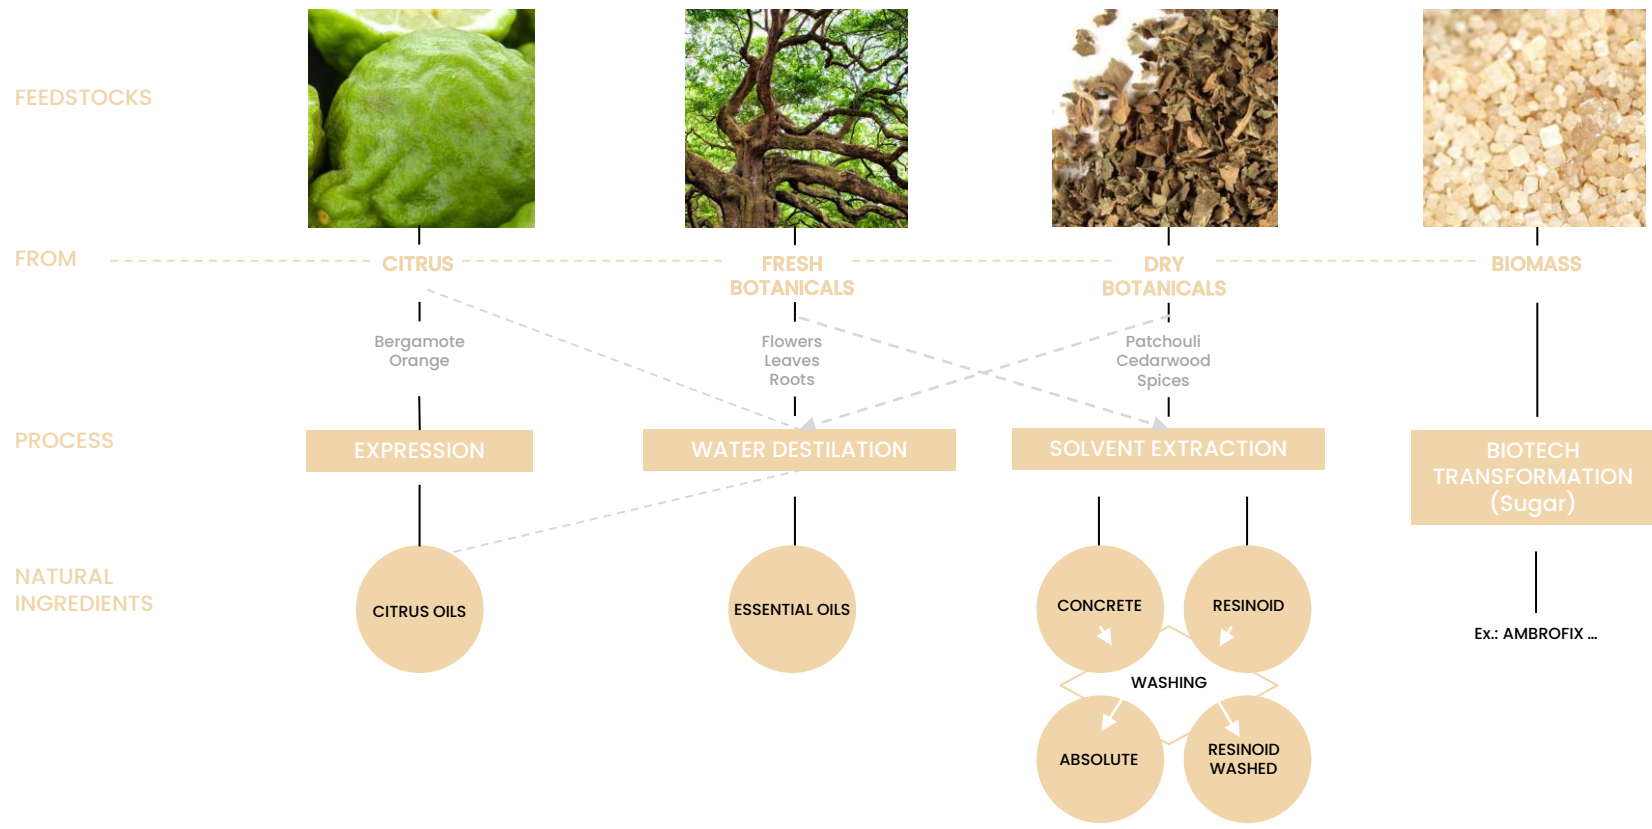 FEEDSTOCKS
FROM
CITRUS
FRESH
BOTANICALS
DRY
BOTANICALS
BIOMASS
Bergamote
Orange
Flowers
Leaves
Roots
Patchouli
Cedarwood
Spices
PROCESS
EXPRESSION
WATER DESTILATION
SOLVENT EXTRACTION
BIOTECH
TRANSFORMATION
(Sugar)
NATURAL
INGREDIENTS
CITRUS OILS
ESSENTIAL OILS
CONCRETE
RESINOID
Ex.: AMBROFIX ...
WASHING
ABSOLUTE
RESINOID
WASHED